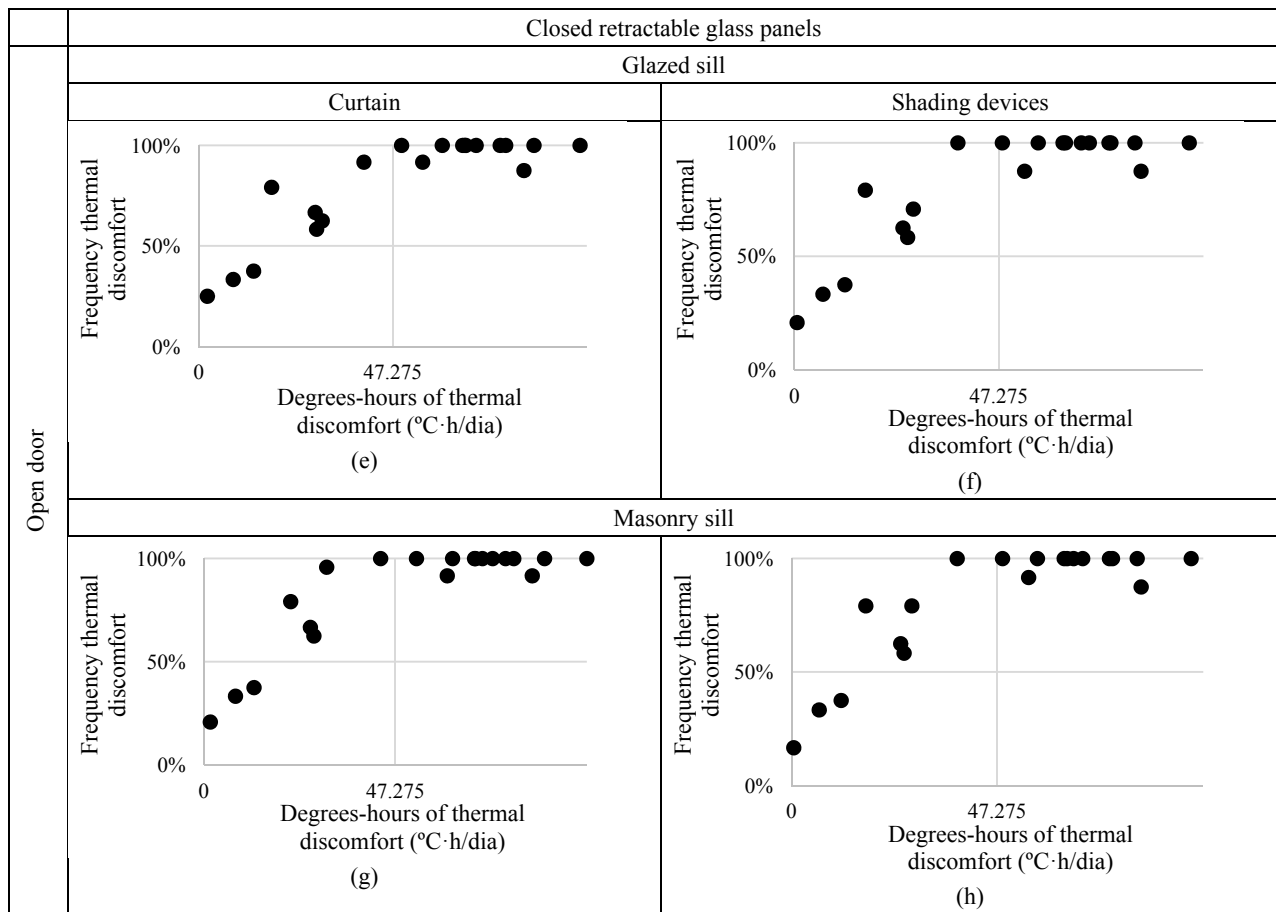 Closed retractable glass panels
Open door
Glazed sill
Curtain
Shading devices
Frequency thermal
discomfort
100%
50%
0%
0
47.275
Degrees-hours of thermal
discomfort (ºC·h/dia)
(e)
Frequency thermal
discomfort
100%
50%
0%
0
47.275
Degrees-hours of thermal
discomfort (ºC·h/dia)
(f)
Masonry sill
Frequency thermal
discomfort
100%
50%
0%
0
47.275
Degrees-hours of thermal
discomfort (ºC·h/dia)
(g)
Frequency thermal
discomfort
100%
50%
0%
0
47.275
Degrees-hours of thermal
discomfort (ºC·h/dia)
(h)